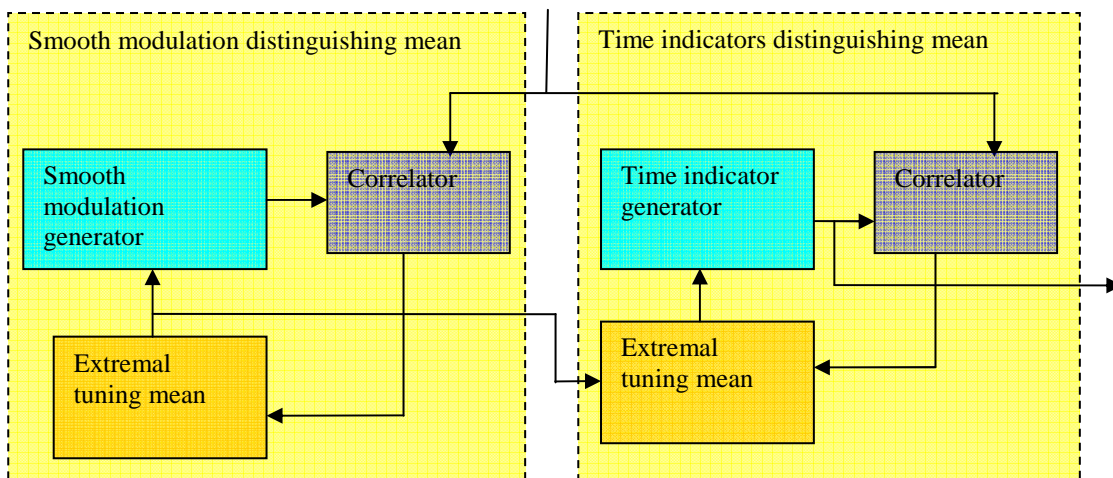 Smooth modulation distinguishing mean
Smooth
modulation
generator
Correlator
Extremal
tuning mean
Time indicators distinguishing mean
Time indicator
generator
Correlator
Extremal
tuning mean